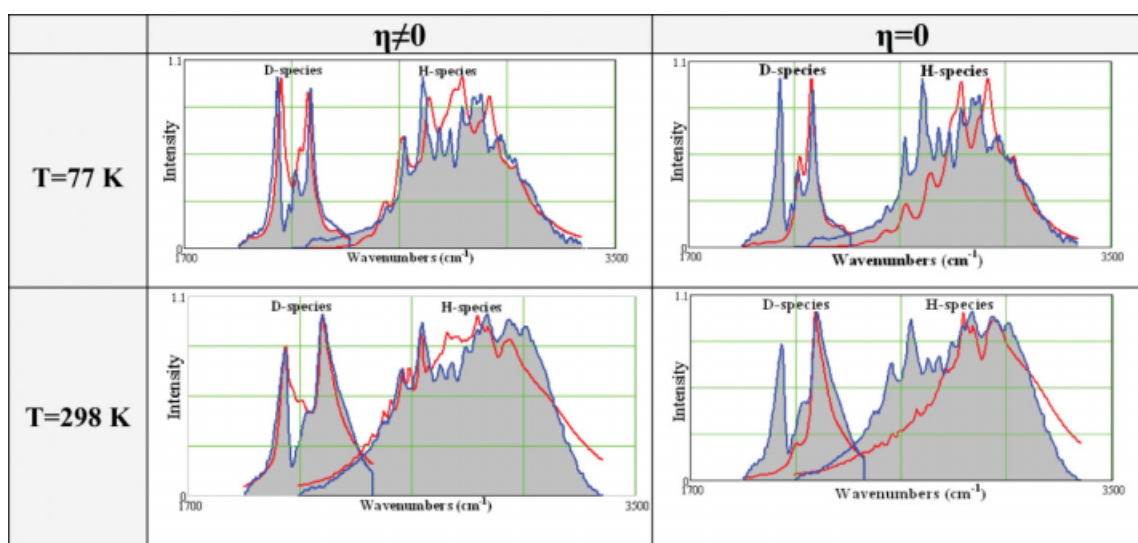 η≠0
η=0
T=77 K
1.1
D-species
H-species
Intensity
0
1700
Wavenumbers (cm-1)
3500
1.1
D-species
H-species
Intensity
0
1700
Wavenumbers (cm-1)
3500
T=298 K
1.1
D-species
H-species
Intensity
0
1700
Wavenumbers (cm-1)
3500
1.1
D-species
H-species
Intensity
0
1700
Wavenumbers (cm-1)
3500